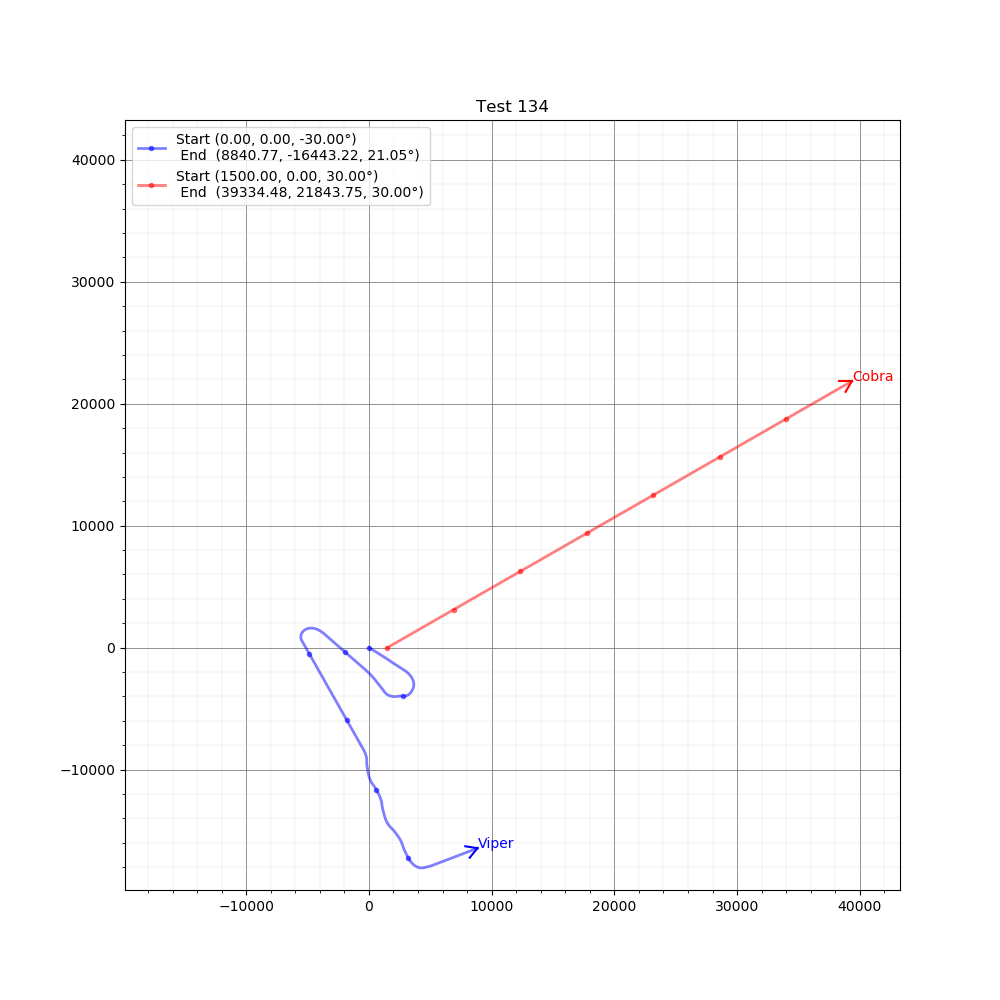 Test 134
Start (0.00, 0.00, -30.00°)
End (8840.77, -16443.22, 21.05°)
Start (1500.00, 0.00, 30.00°)
End (39334.48, 21843.75, 30.00°)
40000
30000
20000
10000
0
−10000
Cobra
Viper
−10000
0
10000
20000
30000
40000